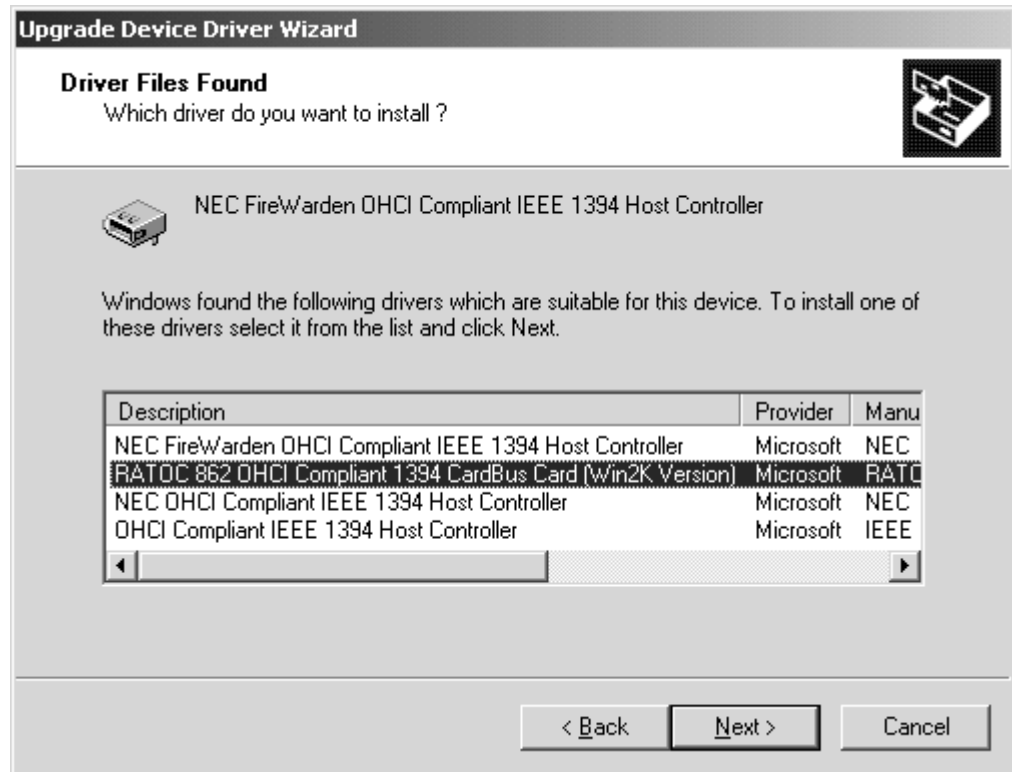 Upgrade Device Driver Wizard
Driver Files Found
Which driver do you want to install ?
NEC FireWarden OHCI Compliant IEEE 1394 Host Controller
Windows found the following drivers which are suitable for this device. To install one of
these drivers select it from the list and click Next.
Description Provider Manu
NEC FireWarden OHCI Compliant IEEE 1394 Host Controller Microsoft NEC
RATOC 862 OHCI Compliant 1394 CardBus Card (Win2K Version) Microsoft RATC
NEC OHCI Compliant IEEE 1394 Host Controller Microsoft NEC
OHCI Compliant IEEE 1394 Host Controller Microsoft IEEE
< Back Next > Cancel